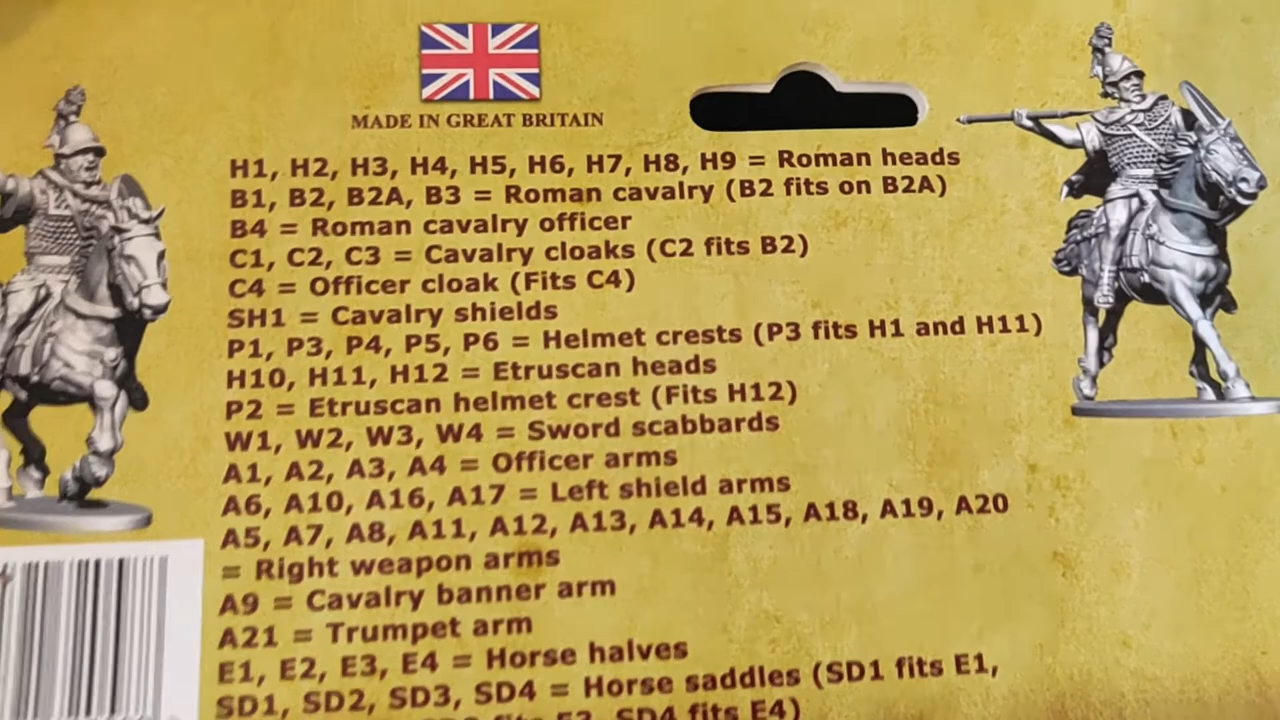 MADE IN GREAT BRITAIN
H1, H2, H3, H4, H5, H6, H7, H8, H9 = Roman heads
B1, B2, B2A, B3 = Roman cavalry (B2 fits on B2A)
B4 = Roman cavalry officer
C1, C2, C3 = Cavalry cloaks (C2 fits B2)
C4 = Officer cloak (Fits C4)
SH1 = Cavalry shields
P1, P3, P4, P5, P6 = Helmet crests (P3 fits H1 and H11)
H10, H11, H12 = Etruscan heads
P2 = Etruscan helmet crest (Fits H12)
W1, W2, W3, W4 = Sword scabbards
A1, A2, A3, A4 = Officer arms
A6, A10, A16, A17 = Left shield arms
A5, A7, A8, A11, A12, A13, A14, A15, A18, A19, A20
= Right weapon arms
A9 = Cavalry banner arm
A21 = Trumpet arm
E1, E2, E3, E4 = Horse halves
SD1, SD2, SD3, SD4 = Horse saddles (SD1 fits E1,
fits E3, SD4 fits E4)